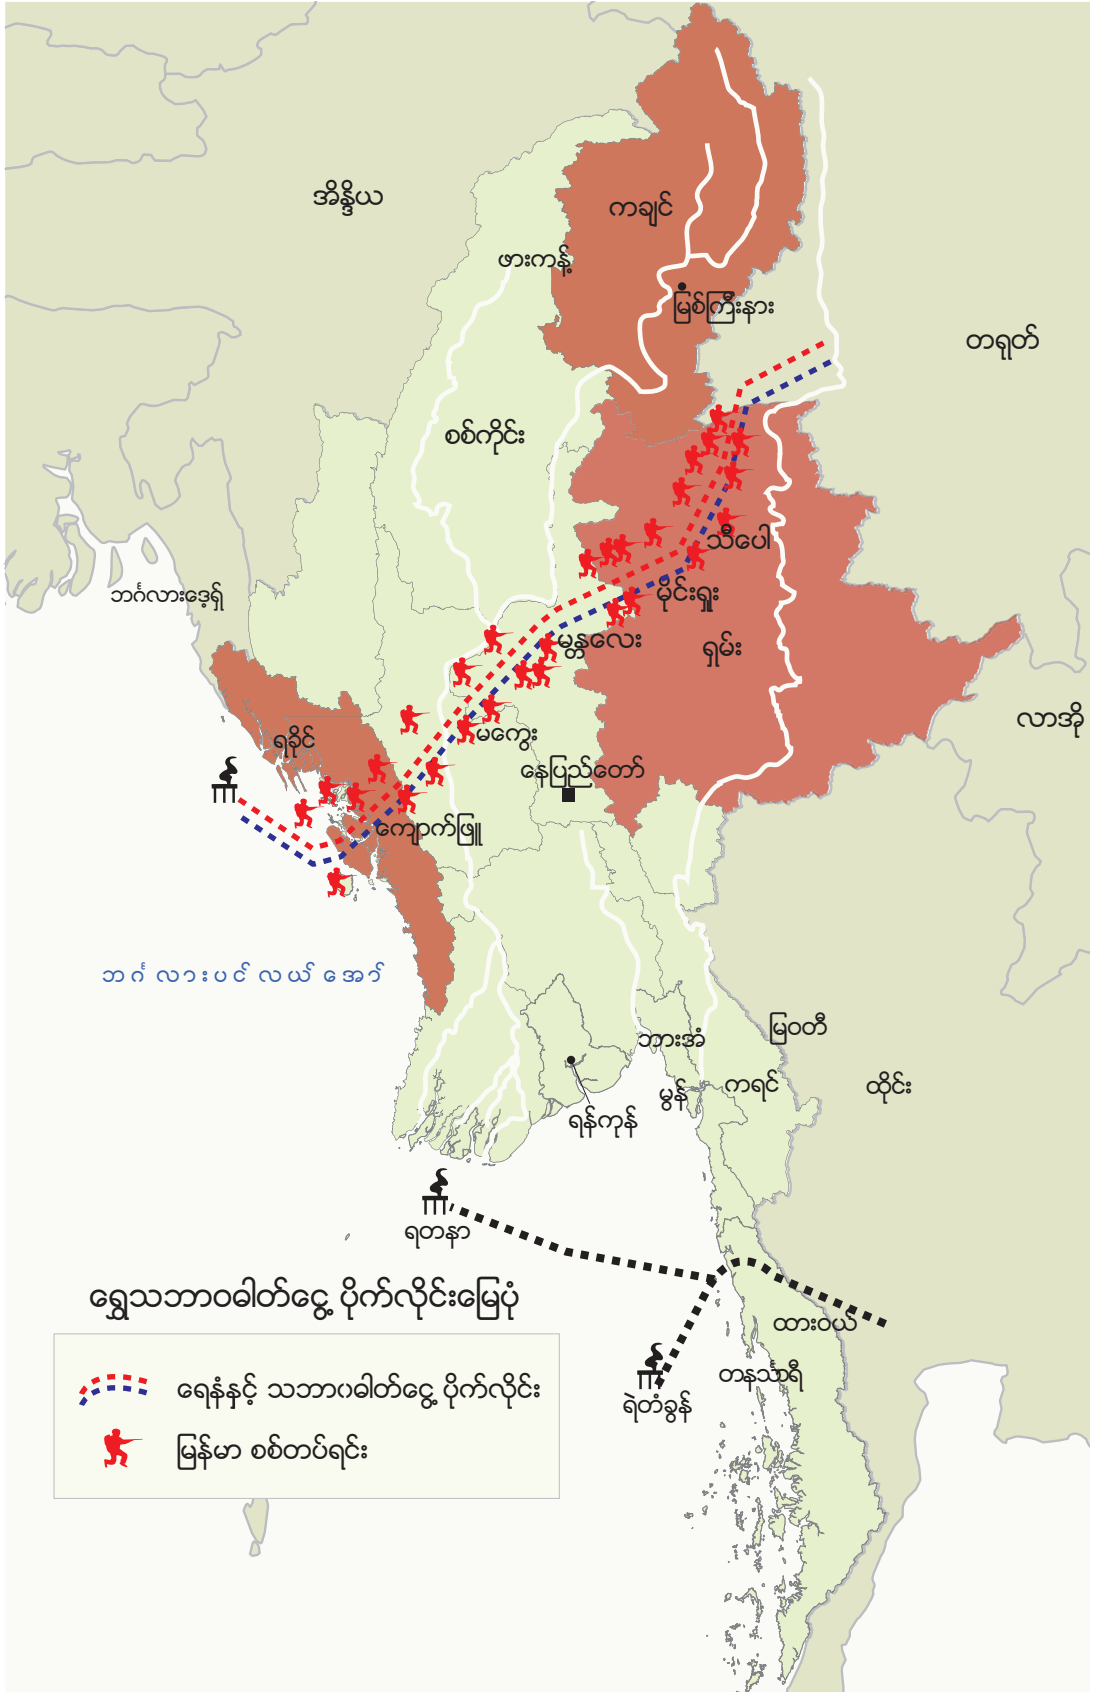 အိန္ဒိယ
ကချင်
ဖားကန့်
မြစ်ကြီးနား
တရုတ်
စစ်ကိုင်း
သီပေါ
ဘင်္ဂလားဒေ့ရှ်
မိုင်းရှူး
မန္တလေး
ရှမ်း
လာအို
ရခိုင်
မကွေး
နေပြည်တော်
ကျောက်ဖြူ
ဘင်္ဂလားပင်လယ်အော်
ဘားအံ
မြဝတီ
မွန်
ကရင်
ထိုင်း
ရန်ကုန်
ရတနာ
ရွှေသဘာဝဓါတ်ငွေ့ ပိုက်လိုင်းမြေပုံ
ထားဝယ်
တနင်္သာရီ
ရဲတံခွန်
ရေနံနှင့် သဘာဝဓါတ်ငွေ့ ပိုက်လိုင်း
မြန်မာ စစ်တပ်ရင်း